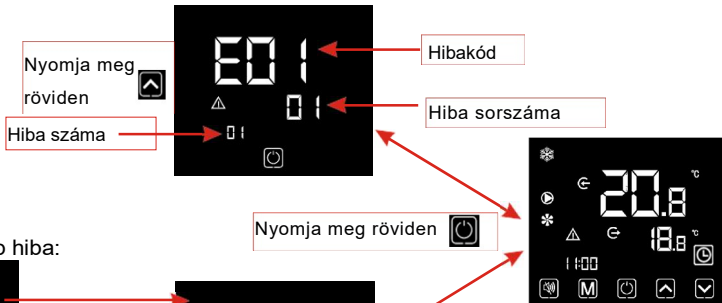 Nyomja meg
röviden
E01
Hibakód
01
Hiba sorszáma
Hiba száma
01
Nyomja meg röviden
20.8 °C
18.8 °C
11:00
M
hiba: